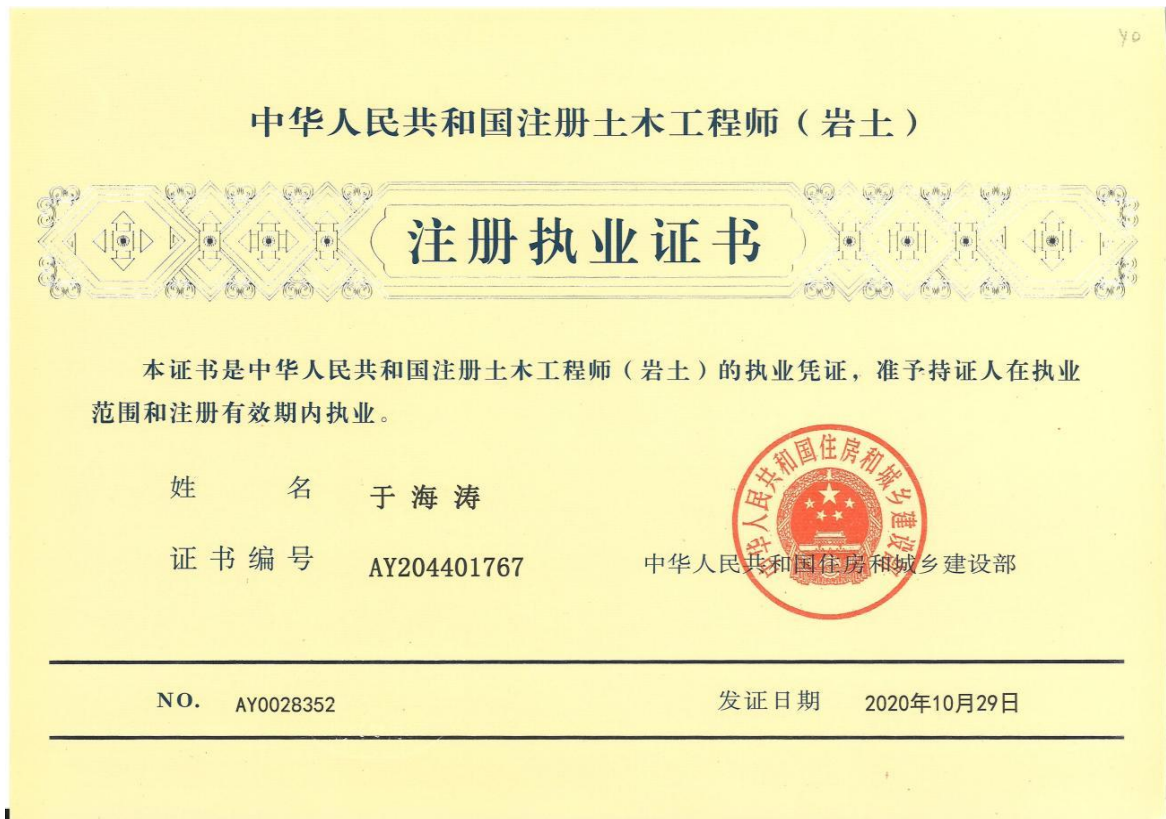 中华人民共和国注册土木工程师（岩土）
注册执业证书
本证书是中华人民共和国注册土木工程师（岩土）的执业凭证，准予持证人在执业
范围和注册有效期内执业。
姓 名 于海涛
证书编号 AY204401767
中华人民共和国住房和城乡建设部
中华人民共和国住房和城乡建设部
NO. AY0028352
发证日期 2020年10月29日